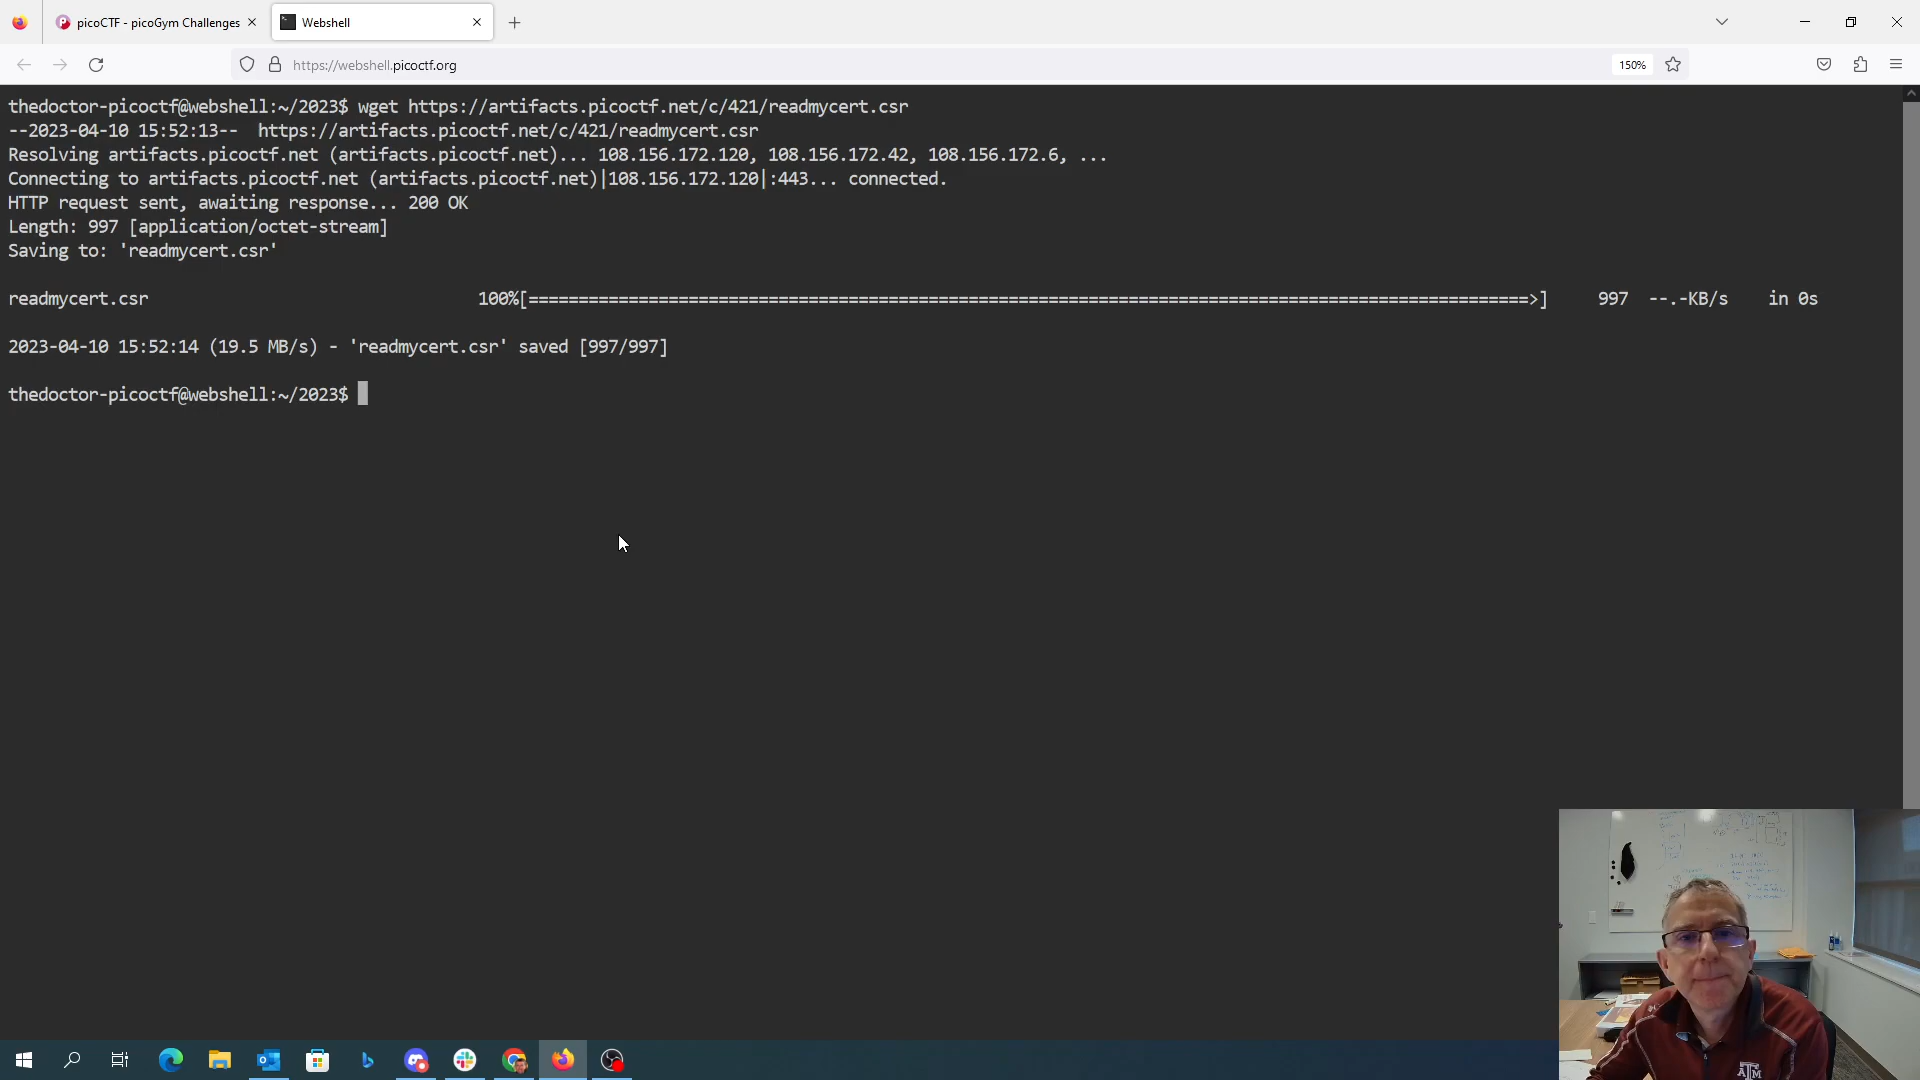 picoCTF - picoGym Challenges
Webshell
https://webshell.picoctf.org
150%
thedoctor-picoctf@webshell:~/2023$ wget https://artifacts.picoctf.net/c/421/readmycert.csr
--2023-04-10 15:52:13-- https://artifacts.picoctf.net/c/421/readmycert.csr
Resolving artifacts.picoctf.net (artifacts.picoctf.net)... 108.156.172.120, 108.156.172.42, 108.156.172.6, ...
Connecting to artifacts.picoctf.net (artifacts.picoctf.net)|108.156.172.120|:443... connected.
HTTP request sent, awaiting response... 200 OK
Length: 997 [application/octet-stream]
Saving to: 'readmycert.csr'
readmycert.csr 100%[====================================================================================================>] 997 --.-KB/s in 0s
2023-04-10 15:52:14 (19.5 MB/s) - 'readmycert.csr' saved [997/997]
thedoctor-picoctf@webshell:~/2023$
ATM